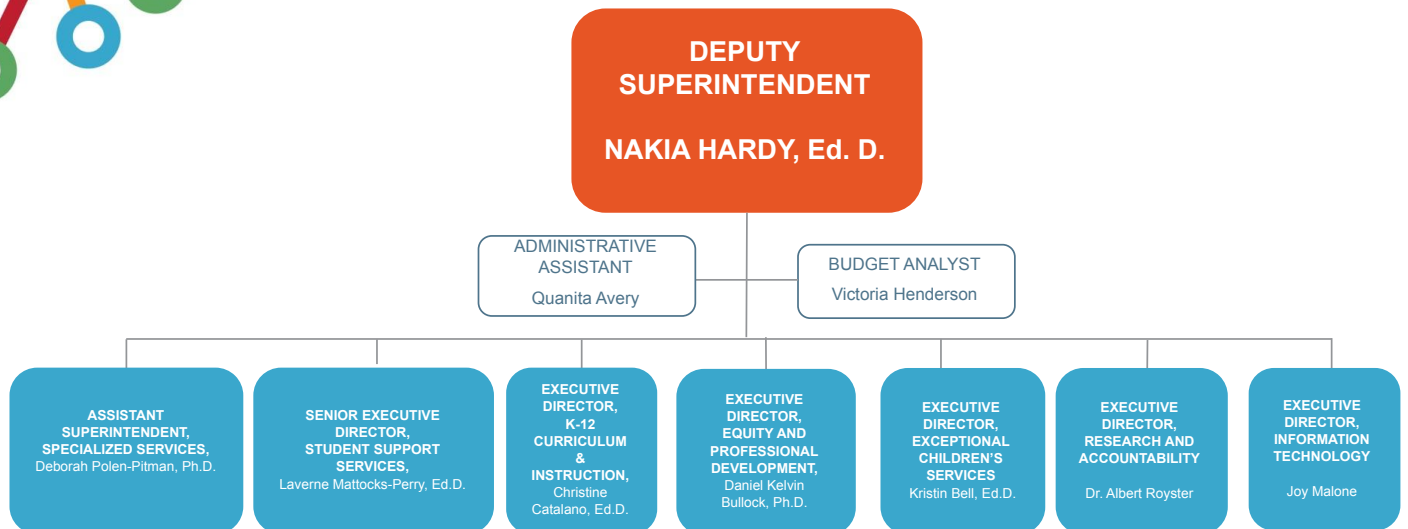 DEPUTY
SUPERINTENDENT
NAKIA HARDY, Ed. D.
ADMINISTRATIVE
ASSISTANT
Quanita Avery
BUDGET ANALYST
Victoria Henderson
ASSISTANT
SUPERINTENDENT,
SPECIALIZED SERVICES,
Deborah Polen-Pitman, Ph.D.
SENIOR EXECUTIVE
DIRECTOR,
STUDENT SUPPORT
SERVICES,
Laverne Mattocks-Perry, Ed.D.
EXECUTIVE
DIRECTOR,
K-12
CURRICULUM
&
INSTRUCTION,
Christine
Catalano, Ed.D.
EXECUTIVE
DIRECTOR,
EQUITY AND
PROFESSIONAL
DEVELOPMENT,
Daniel Kelvin
Bullock, Ph.D.
EXECUTIVE
DIRECTOR,
EXCEPTIONAL
CHILDREN'S
SERVICES
Kristin Bell, Ed.D.
EXECUTIVE
DIRECTOR,
RESEARCH AND
ACCOUNTABILITY
Dr. Albert Royster
EXECUTIVE
DIRECTOR,
INFORMATION
TECHNOLOGY
Joy Malone